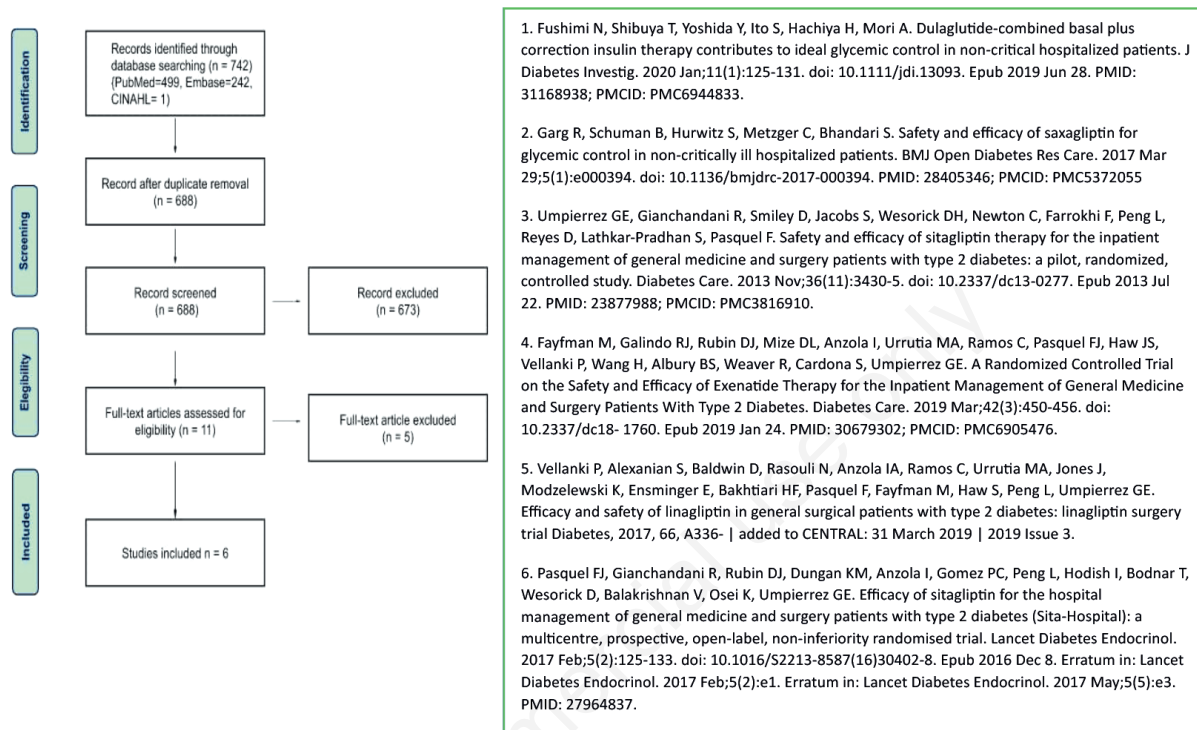 Identification
Records identified through
database searching (n = 742)
(PubMed=499, Embase=242,
CINAHL= 1)
Record after duplicate removal
(n = 688)
Screening
Record screened
(n = 688)
Record excluded
(n = 673)
Elegibility
Full-text articles assessed for
eligibility (n = 11)
Full-text article excluded
(n = 5)
Included
Studies included n = 6
1. Fushimi N, Shibuya T, Yoshida Y, Ito S, Hachiya H, Mori A. Dulaglutide-combined basal plus
correction insulin therapy contributes to ideal glycemic control in non-critical hospitalized patients. J
Diabetes Investig. 2020 Jan;11(1):125-131. doi: 10.1111/jdi.13093. Epub 2019 Jun 28. PMID:
31168938; PMCID: PMC6944833.
2. Garg R, Schuman B, Hurwitz S, Metzger C, Bhandari S. Safety and efficacy of saxagliptin for
glycemic control in non-critically ill hospitalized patients. BMJ Open Diabetes Res Care. 2017 Mar
29;5(1):e000394. doi: 10.1136/bmjdrc-2017-000394. PMID: 28405346; PMCID: PMC5372055
3. Umpierrez GE, Gianchandani R, Smiley D, Jacobs S, Wesorick DH, Newton C, Farrokhi F, Peng L,
Reyes D, Lathkar-Pradhan S, Pasquel F. Safety and efficacy of sitagliptin therapy for the inpatient
management of general medicine and surgery patients with type 2 diabetes: a pilot, randomized,
controlled study. Diabetes Care. 2013 Nov;36(11):3430-5. doi: 10.2337/dc13-0277. Epub 2013 Jul
22. PMID: 23877988; PMCID: PMC3816910.
4. Fayfman M, Galindo RJ, Rubin DJ, Mize DL, Anzola I, Urrutia MA, Ramos C, Pasquel FJ, Haw JS,
Vellanki P, Wang H, Albury BS, Weaver R, Cardona S, Umpierrez GE. A Randomized Controlled Trial
on the Safety and Efficacy of Exenatide Therapy for the Inpatient Management of General Medicine
and Surgery Patients With Type 2 Diabetes. Diabetes Care. 2019 Mar;42(3):450-456. doi:
10.2337/dc18- 1760. Epub 2019 Jan 24. PMID: 30679302; PMCID: PMC6905476.
5. Vellanki P, Alexanian S, Baldwin D, Rasouli N, Anzola IA, Ramos C, Urrutia MA, Jones J,
Modzelewski K, Ensminger E, Bakhtiari HF, Pasquel F, Fayfman M, Haw S, Peng L, Umpierrez GE.
Efficacy and safety of linagliptin in general surgical patients with type 2 diabetes: linagliptin surgery
trial Diabetes, 2017, 66, A336- | added to CENTRAL: 31 March 2019 | 2019 Issue 3.
6. Pasquel FJ, Gianchandani R, Rubin DJ, Dungan KM, Anzola I, Gomez PC, Peng L, Hodish I, Bodnar T,
Wesorick D, Balakrishnan V, Osei K, Umpierrez GE. Efficacy of sitagliptin for the hospital
management of general medicine and surgery patients with type 2 diabetes (Sita-Hospital): a
multicentre, prospective, open-label, non-inferiority randomised trial. Lancet Diabetes Endocrinol.
2017 Feb;5(2):125-133. doi: 10.1016/S2213-8587(16)30402-8. Epub 2016 Dec 8. Erratum in: Lancet
Diabetes Endocrinol. 2017 Feb;5(2):e1. Erratum in: Lancet Diabetes Endocrinol. 2017 May;5(5):e3.
PMID: 27964837.